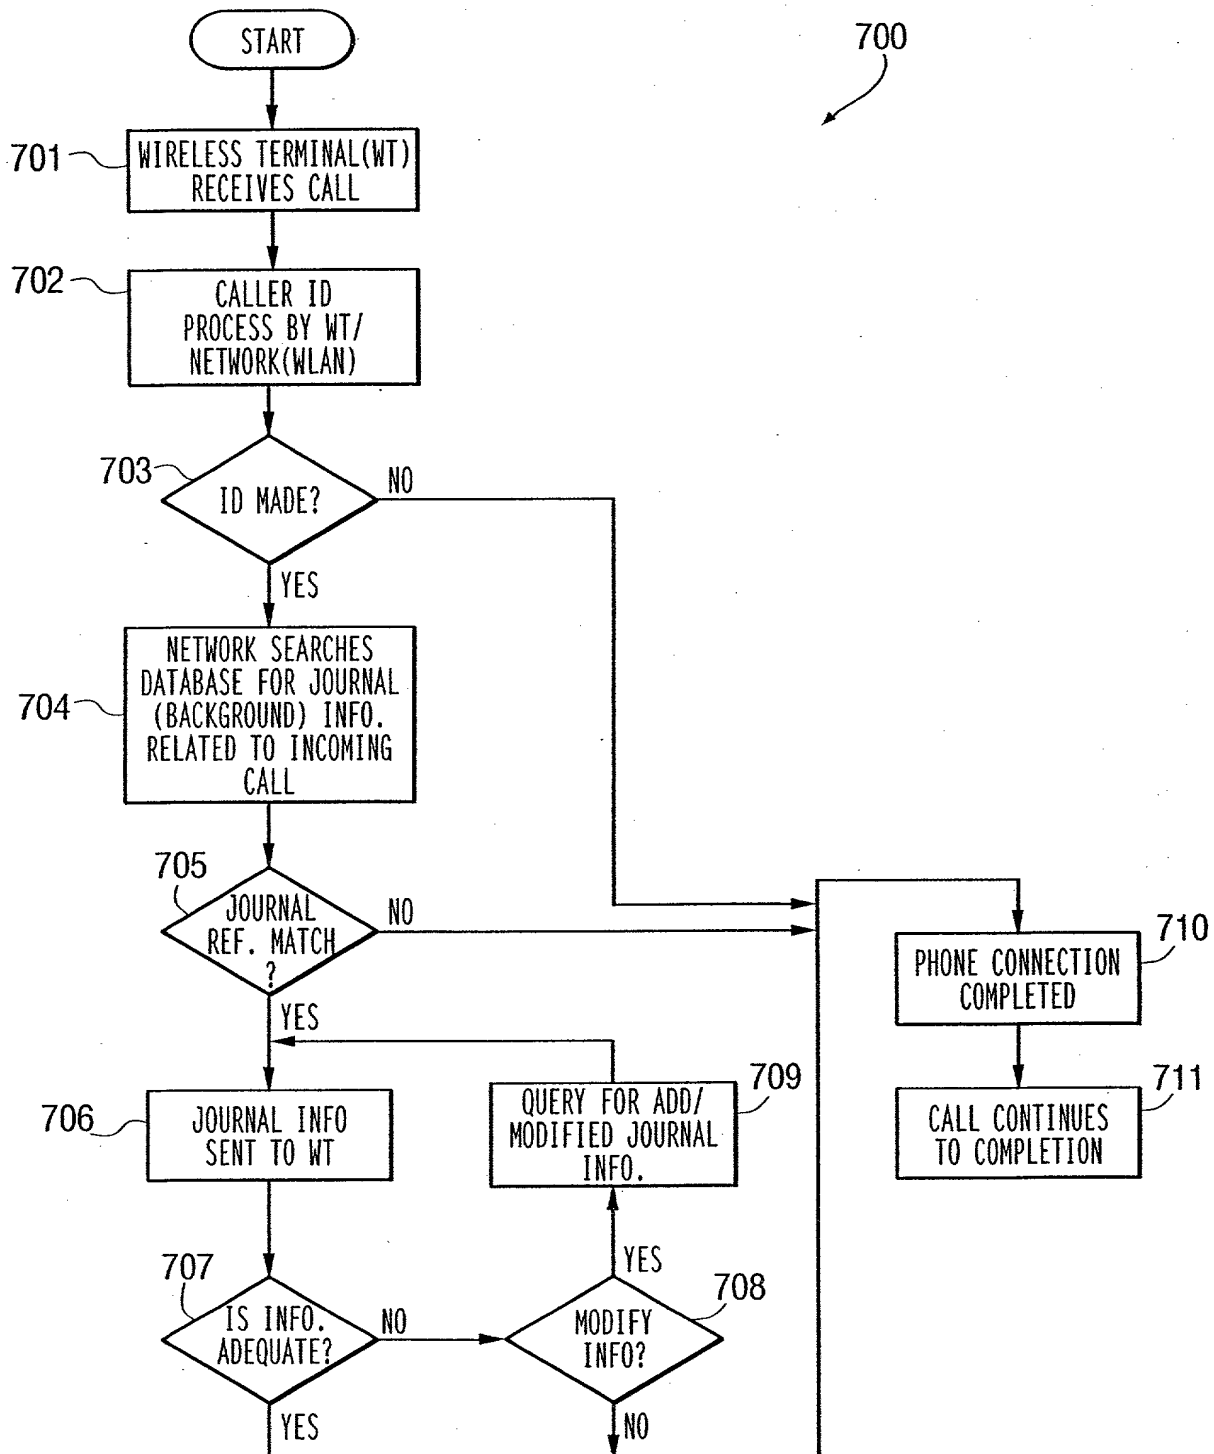 START
700
701
WIRELESS TERMINAL(WT)
RECEIVES CALL
702
CALLER ID
PROCESS BY WT/
NETWORK(WLAN)
703
ID MADE?
NO
YES
704
NETWORK SEARCHES
DATABASE FOR JOURNAL
(BACKGROUND) INFO.
RELATED TO INCOMING
CALL
705
JOURNAL
REF. MATCH
?
NO
YES
710
PHONE CONNECTION
COMPLETED
706
JOURNAL INFO
SENT TO WT
709
QUERY FOR ADD/
MODIFIED JOURNAL
INFO.
711
CALL CONTINUES
TO COMPLETION
707
IS INFO.
ADEQUATE?
NO
YES
708
MODIFY
INFO?
YES
NO